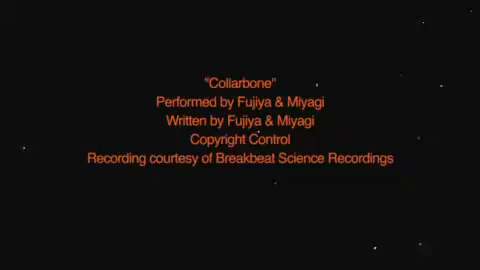 "Collarbone"
Performed by Fujiya & Miyagi
Written by Fujiya & Miyagi
Copyright Control
Recording courtesy of Breakbeat Science Recordings